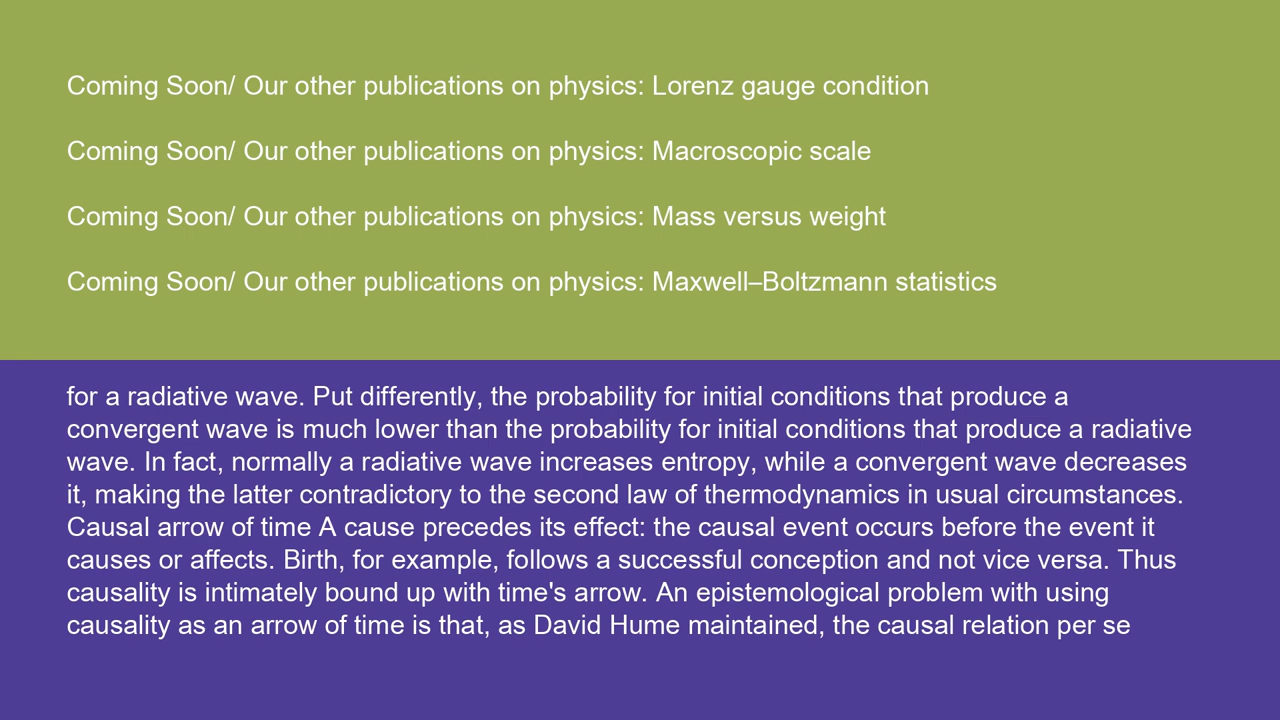 Coming Soon/ Our other publications on physics: Lorenz gauge condition
Coming Soon/ Our other publications on physics: Macroscopic scale
Coming Soon/ Our other publications on physics: Mass versus weight
Coming Soon/ Our other publications on physics: Maxwell–Boltzmann statistics
for a radiative wave. Put differently, the probability for initial conditions that produce a
convergent wave is much lower than the probability for initial conditions that produce a radiative
wave. In fact, normally a radiative wave increases entropy, while a convergent wave decreases
it, making the latter contradictory to the second law of thermodynamics in usual circumstances.
Causal arrow of time A cause precedes its effect: the causal event occurs before the event it
causes or affects. Birth, for example, follows a successful conception and not vice versa. Thus
causality is intimately bound up with time's arrow. An epistemological problem with using
causality as an arrow of time is that, as David Hume maintained, the causal relation per se